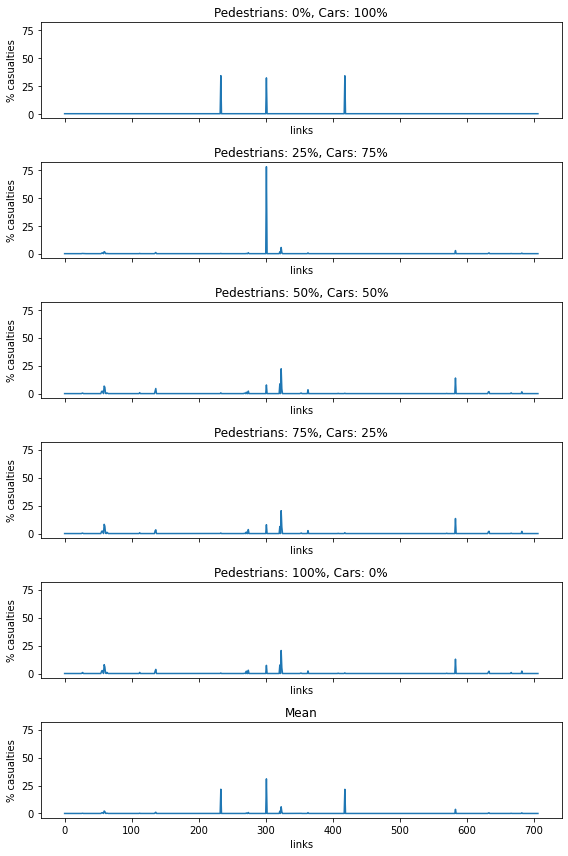 Pedestrians: 0%, Cars: 100%
75
50
25
0
% casualties
links
Pedestrians: 25%, Cars: 75%
75
50
25
0
% casualties
links
Pedestrians: 50%, Cars: 50%
75
50
25
0
% casualties
links
Pedestrians: 75%, Cars: 25%
75
50
25
0
% casualties
links
Pedestrians: 100%, Cars: 0%
75
50
25
0
% casualties
links
Mean
75
50
25
0
% casualties
0 100 200 300 400 500 600 700
links